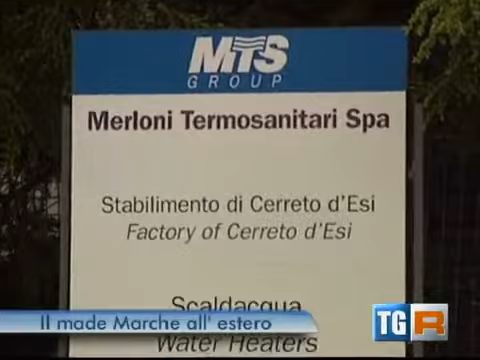 MTS
GROUP
Merloni Termosanitari Spa
Stabilimento di Cerreto d'Esi
Factory of Cerreto d'Esi
Scaldacqua
Water Heaters
Il made Marche all' estero
TGR